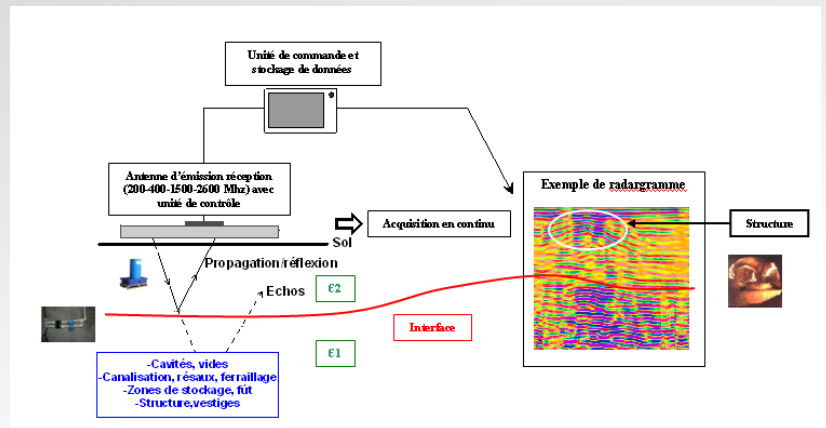 Unité de commande et
stockage de données
Antenne d'émission réception
(200-400-1500-2600 Mhz) avec
unité de contrôle
Exemple de radargramme
Acquisition en continu
Structure
Sol
Propagation/réflexion
Echos
€2
Interface
€1
-Cavités, vides
-Canalisation, résaux, ferraillage
-Zones de stockage, fût
-Structure,vestiges